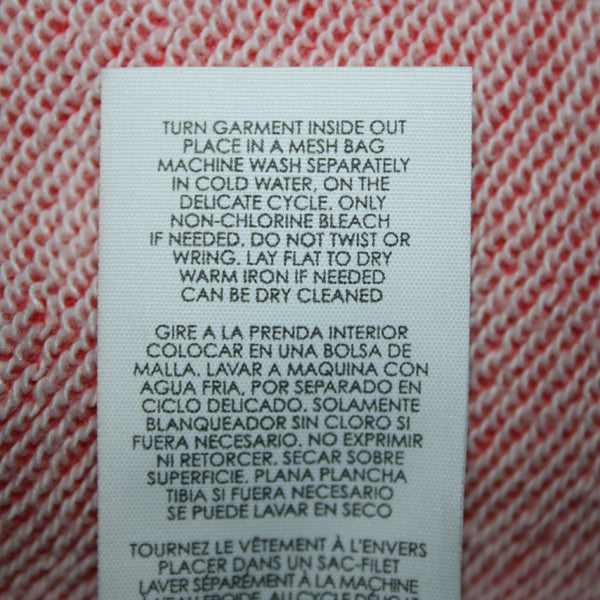 TURN GARMENT INSIDE OUT
PLACE IN A MESH BAG
MACHINE WASH SEPARATELY
IN COLD WATER, ON THE
DELICATE CYCLE. ONLY
NON-CHLORINE BLEACH
IF NEEDED. DO NOT TWIST OR
WRING. LAY FLAT TO DRY
WARM IRON IF NEEDED
CAN BE DRY CLEANED
GIRE A LA PRENDA INTERIOR
COLOCAR EN UNA BOLSA DE
MALLA. LAVAR A MAQUINA CON
AGUA FRIA, POR SEPARADO EN
CICLO DELICADO. SOLAMENTE
BLANQUEADOR SIN CLORO SI
FUERA NECESARIO. NO EXPRIMIR
NI RETORCER. SECAR SOBRE
SUPERFICIE. PLANA PLANCHA
TIBIA SI FUERA NECESARIO
SE PUEDE LAVAR EN SECO
TOURNEZ LE VÊTEMENT À L'ENVERS
PLACER DANS UN SAC-FILET
LAVER SÉPARÉMENT À LA MACHINE
À L'EAU FROIDE, AU CYCLE DÉLICAT